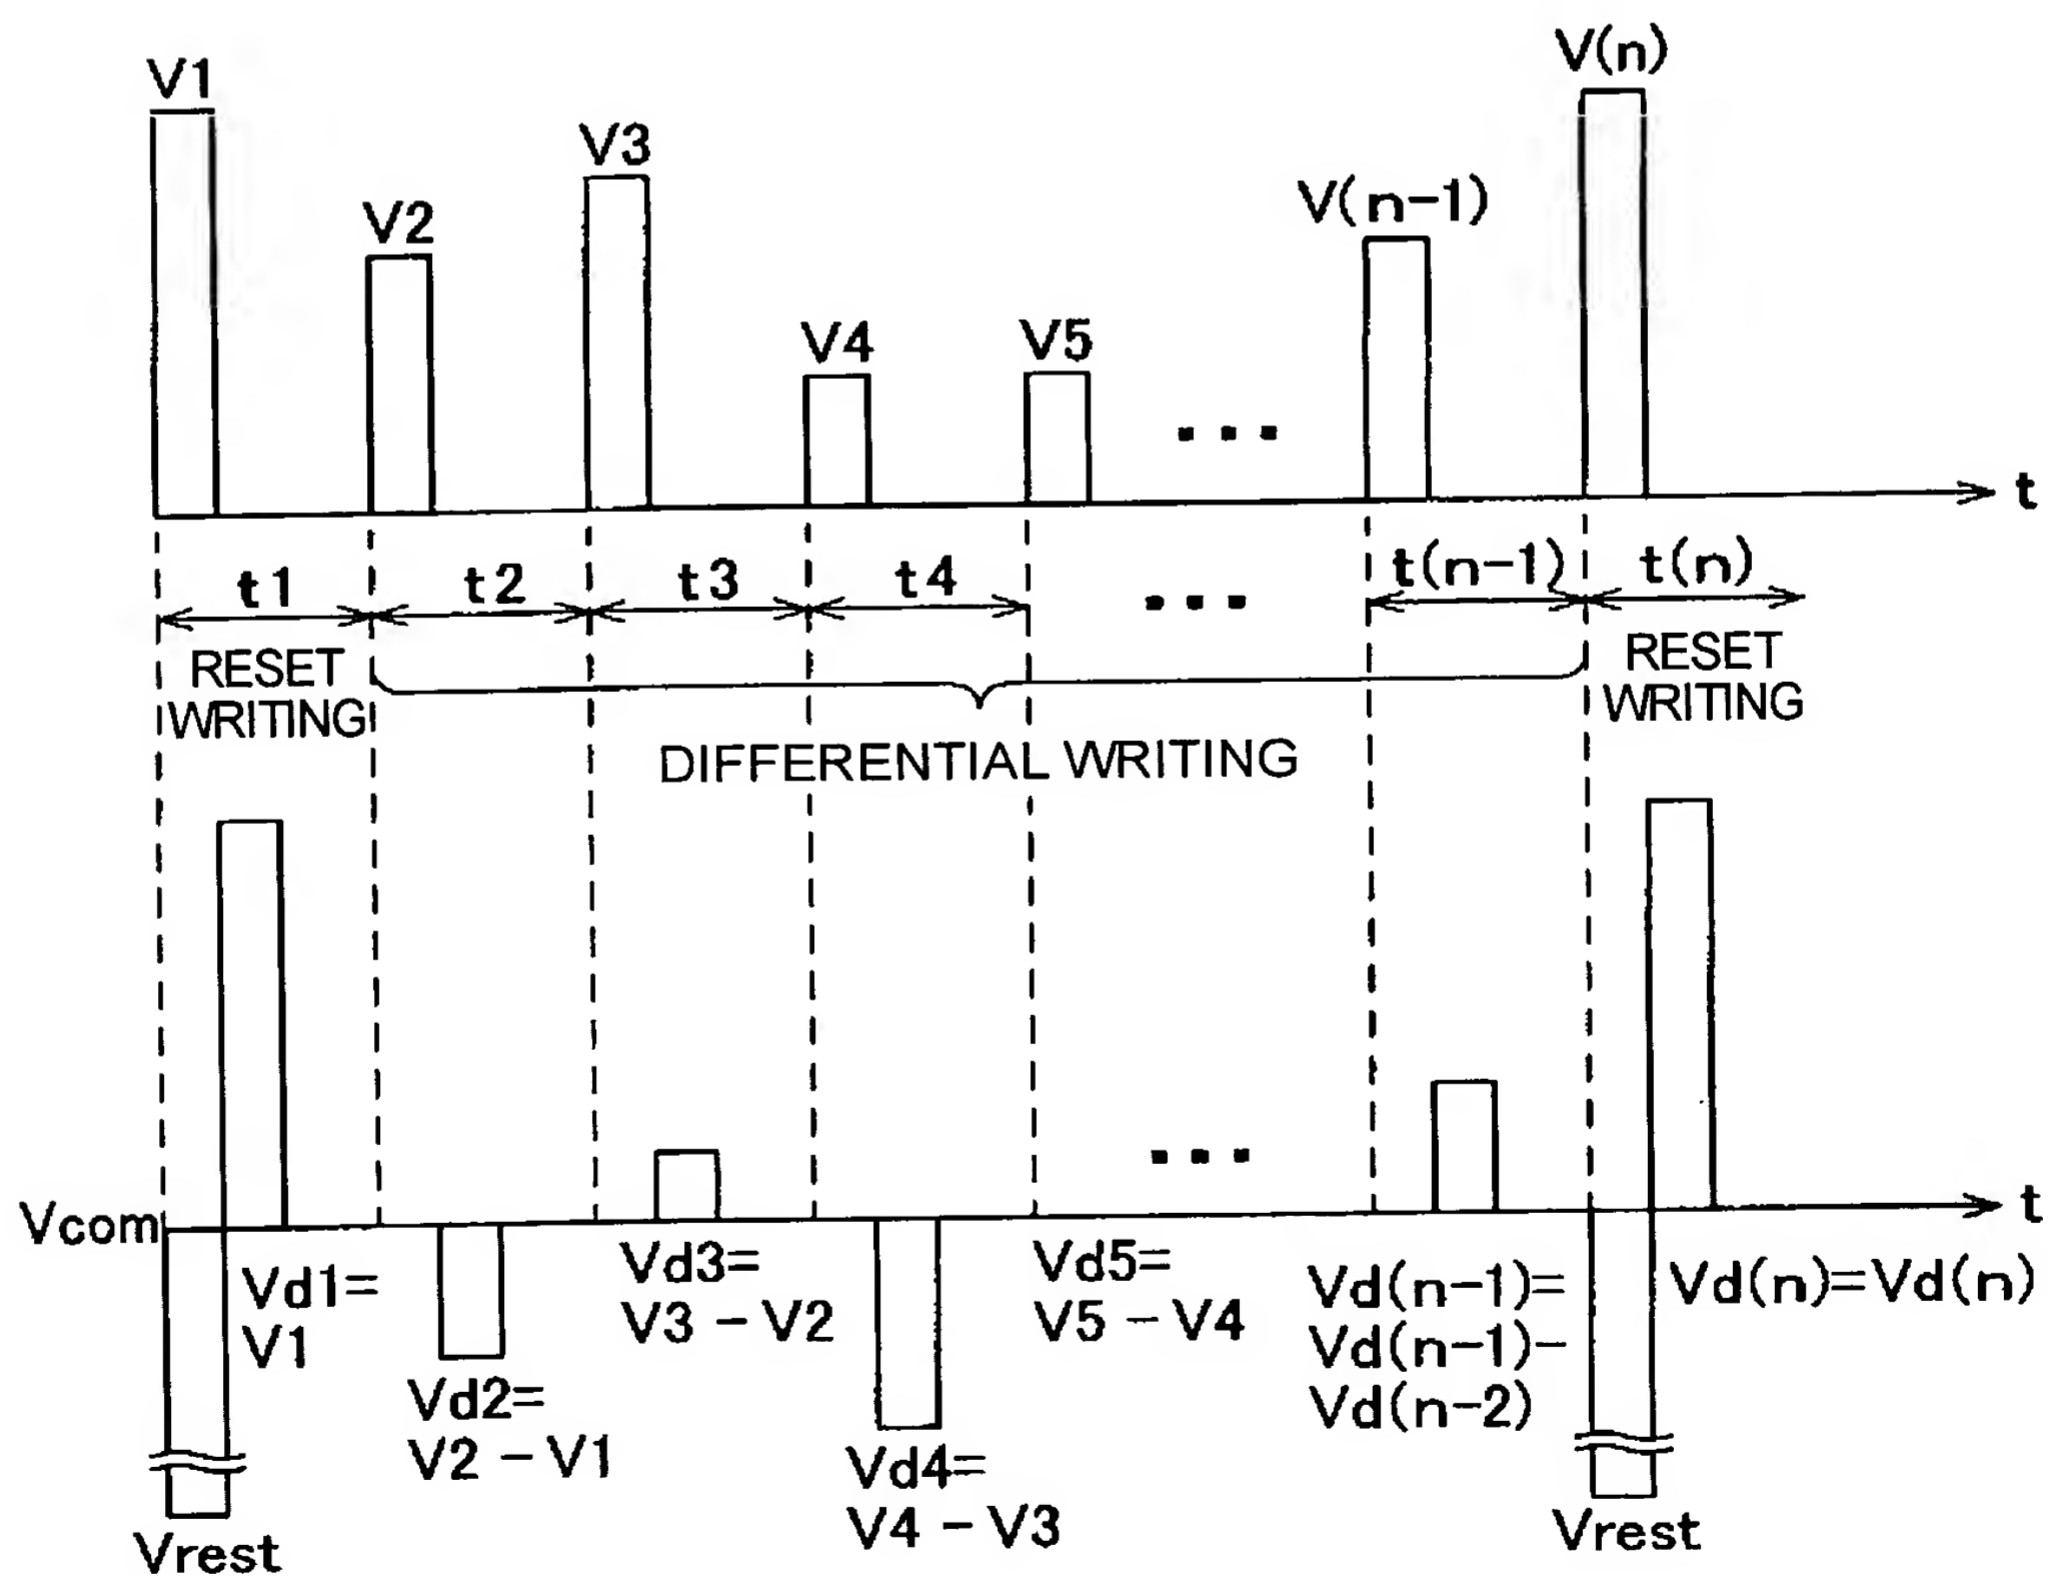 V1
V2
V3
V4
V5
V(n-1)
V(n)
t
t1
t2
t3
t4
t(n-1)
t(n)
RESET
WRITING
DIFFERENTIAL WRITING
RESET
WRITING
Vcom
t
Vd1=
V1
Vd2=
V2 - V1
Vd3=
V3 - V2
Vd4=
V4 - V3
Vd5=
V5 - V4
Vd(n-1)=
Vd(n-1)-
Vd(n-2)
Vd(n)=Vd(n)
Vrest
Vrest